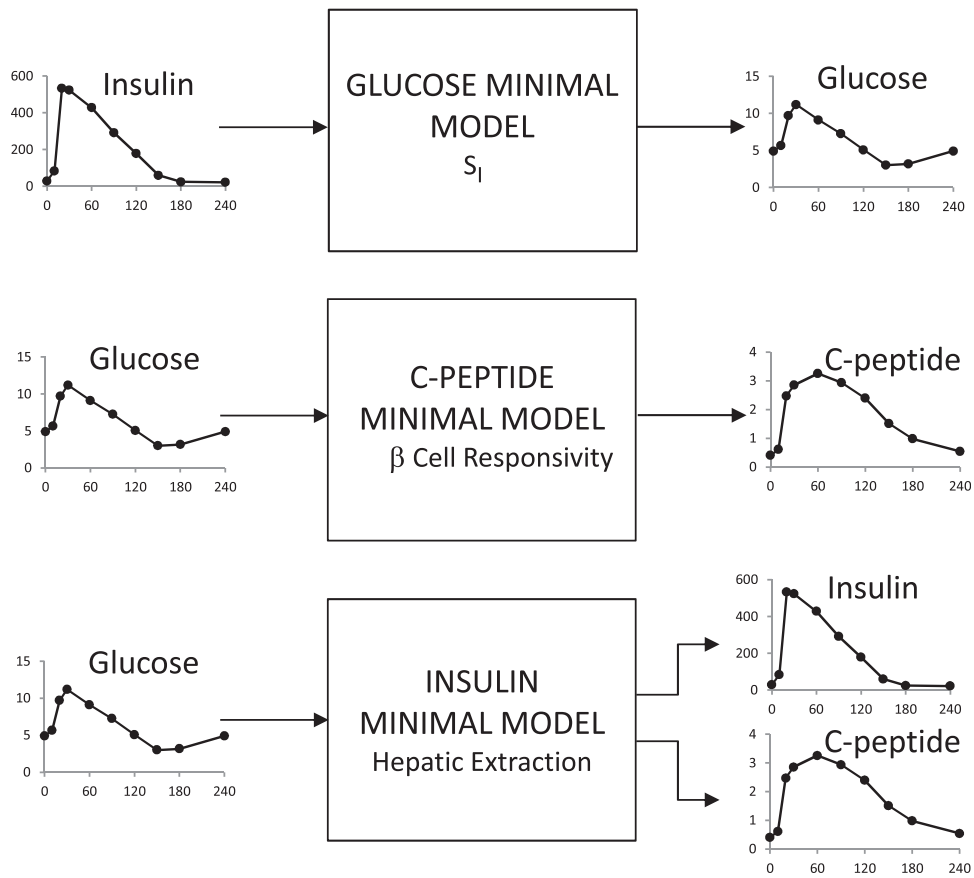 Insulin
600
400
200
0
0 60 120 180 240
GLUCOSE MINIMAL
MODEL
SI
Glucose
15
10
5
0
0 60 120 180 240
Glucose
15
10
5
0
0 60 120 180 240
C-PEPTIDE
MINIMAL MODEL
β Cell Responsivity
C-peptide
4
3
2
1
0
0 60 120 180 240
Glucose
15
10
5
0
0 60 120 180 240
INSULIN
MINIMAL MODEL
Hepatic Extraction
Insulin
600
400
200
0
0 60 120 180 240
C-peptide
4
3
2
1
0
0 60 120 180 240